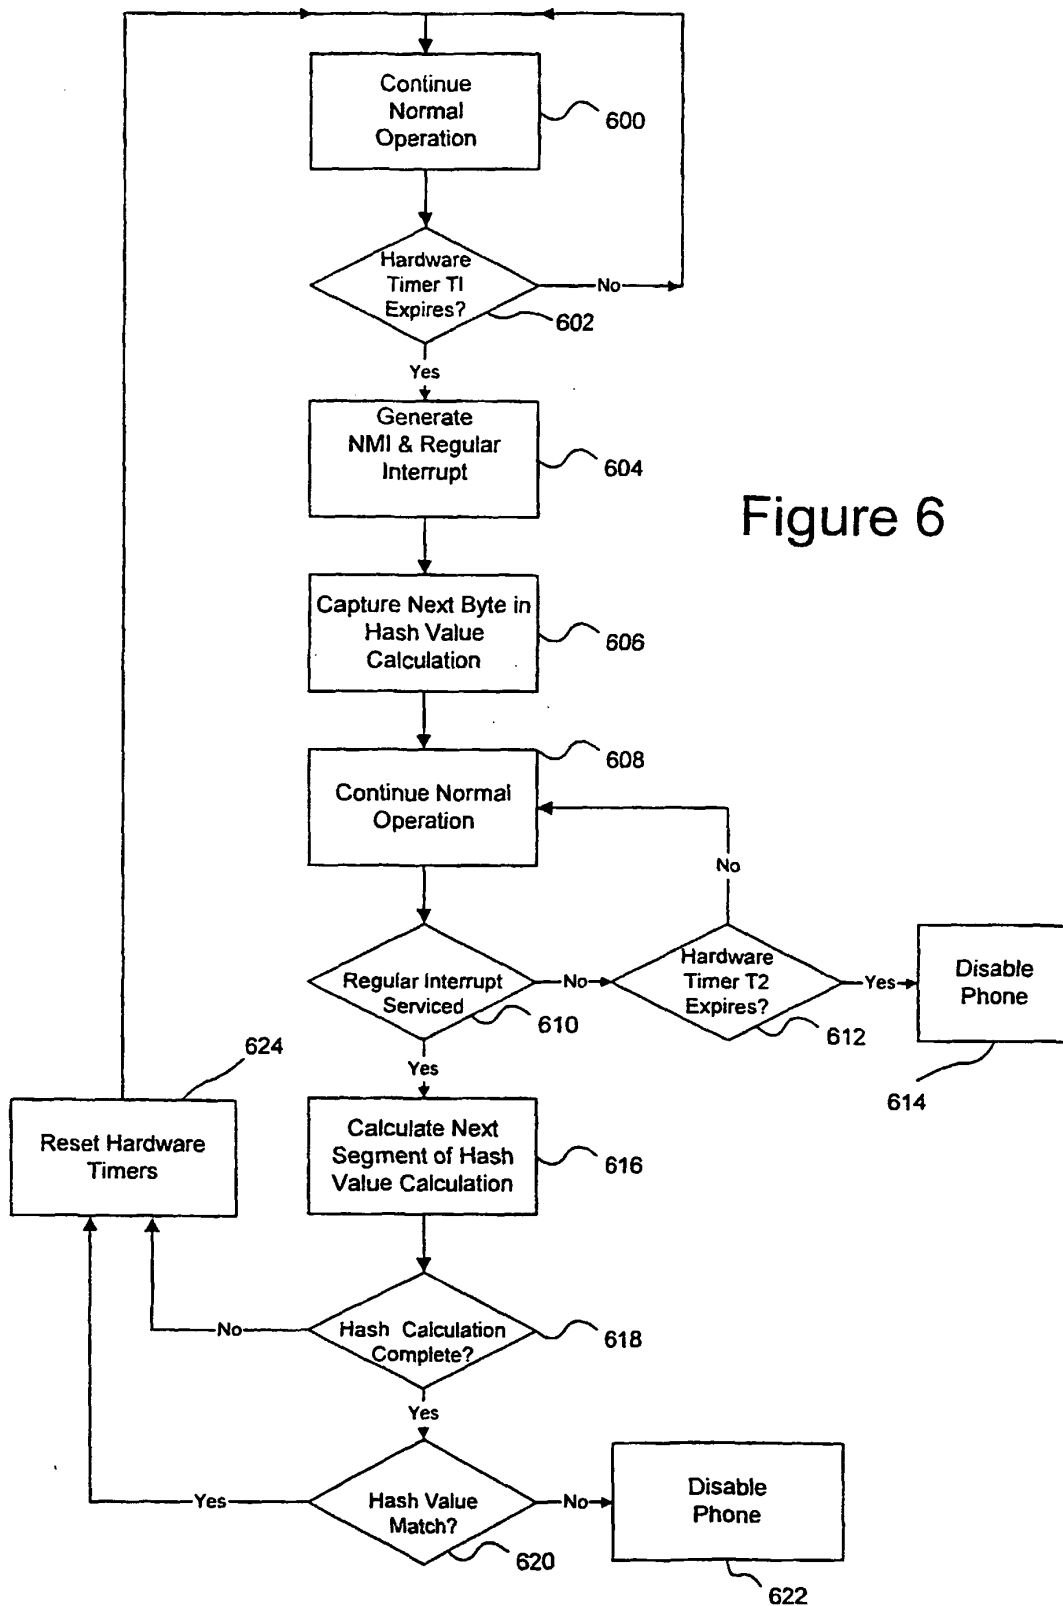 Continue
Normal
Operation
600
Hardware
Timer T1
Expires?
No
602
Yes
Generate
NMI & Regular
Interrupt
604
Figure 6
Capture Next Byte in
Hash Value
Calculation
606
608
Continue Normal
Operation
No
Regular Interrupt
Serviced
No
610
Hardware
Timer T2
Expires?
Yes
612
Disable
Phone
614
Yes
624
Reset Hardware
Timers
Calculate Next
Segment of Hash
Value Calculation
616
No
Hash Calculation
Complete?
618
Yes
Yes
Hash Value
Match?
No
620
Disable
Phone
622